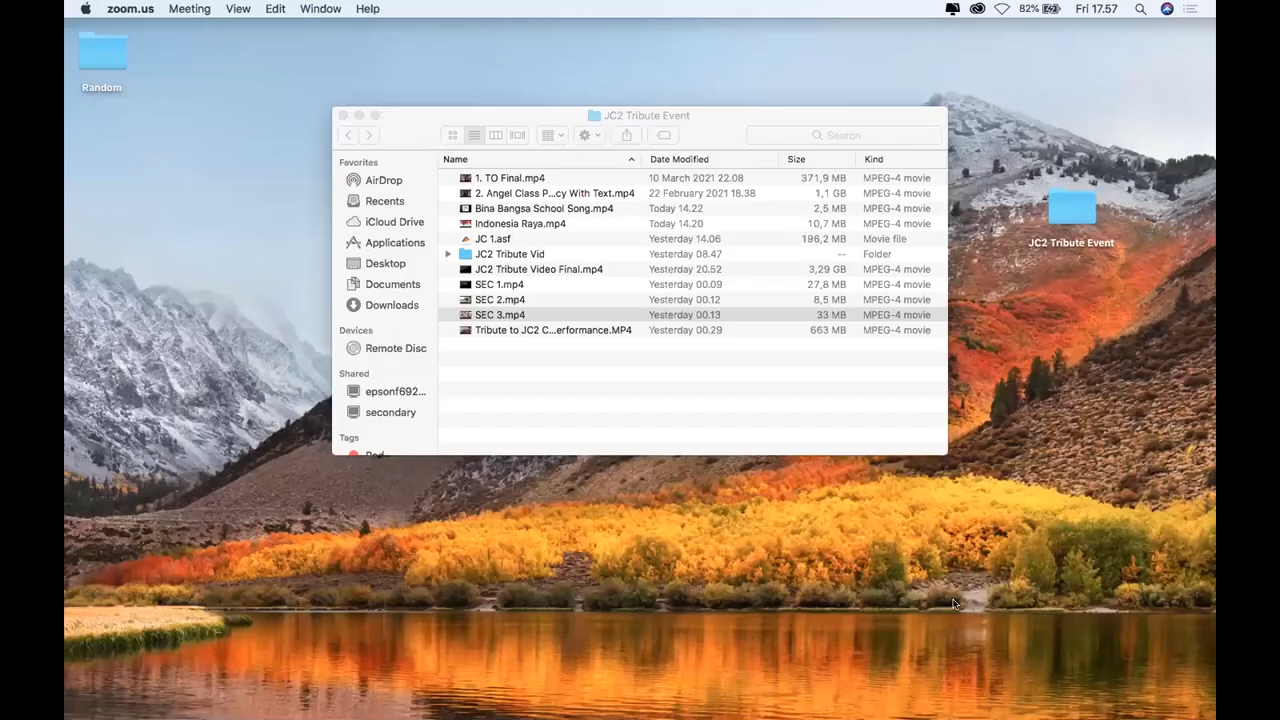 zoom.us Meeting View Edit Window Help 82% Fri 17.57
Random
JC2 Tribute Event
Search
Favorites
AirDrop
Recents
iCloud Drive
Applications
Desktop
Documents
Downloads
Devices
Remote Disc
Shared
epsonf692...
secondary
Tags
Red
Name Date Modified Size Kind
1. TO Final.mp4 10 March 2021 22.08 371,9 MB MPEG-4 movie
2. Angel Class P...cy With Text.mp4 22 February 2021 18.38 1,1 GB MPEG-4 movie
Bina Bangsa School Song.mp4 Today 14.22 2,5 MB MPEG-4 movie
Indonesia Raya.mp4 Today 14.20 10,7 MB MPEG-4 movie
JC 1.asf Yesterday 14.06 196,2 MB Movie file
JC2 Tribute Vid Yesterday 08.47 -- Folder
JC2 Tribute Video Final.mp4 Yesterday 20.52 3,29 GB MPEG-4 movie
SEC 1.mp4 Yesterday 00.09 27,8 MB MPEG-4 movie
SEC 2.mp4 Yesterday 00.12 8,5 MB MPEG-4 movie
SEC 3.mp4 Yesterday 00.13 33 MB MPEG-4 movie
Tribute to JC2 C...erformance.MP4 Yesterday 00.29 663 MB MPEG-4 movie
JC2 Tribute Event